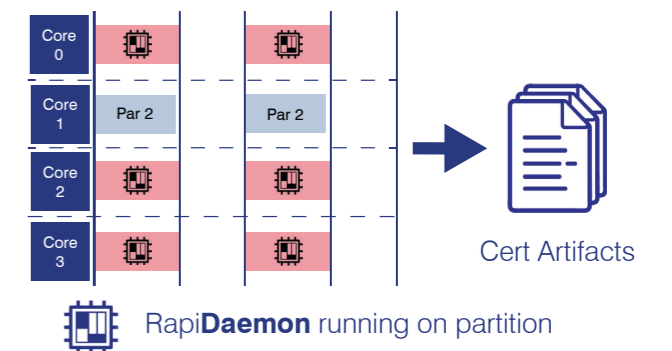 Core
0
Core
1
Par 2
Par 2
Core
2
Core
3
Cert Artifacts
RapiDaemon running on partition